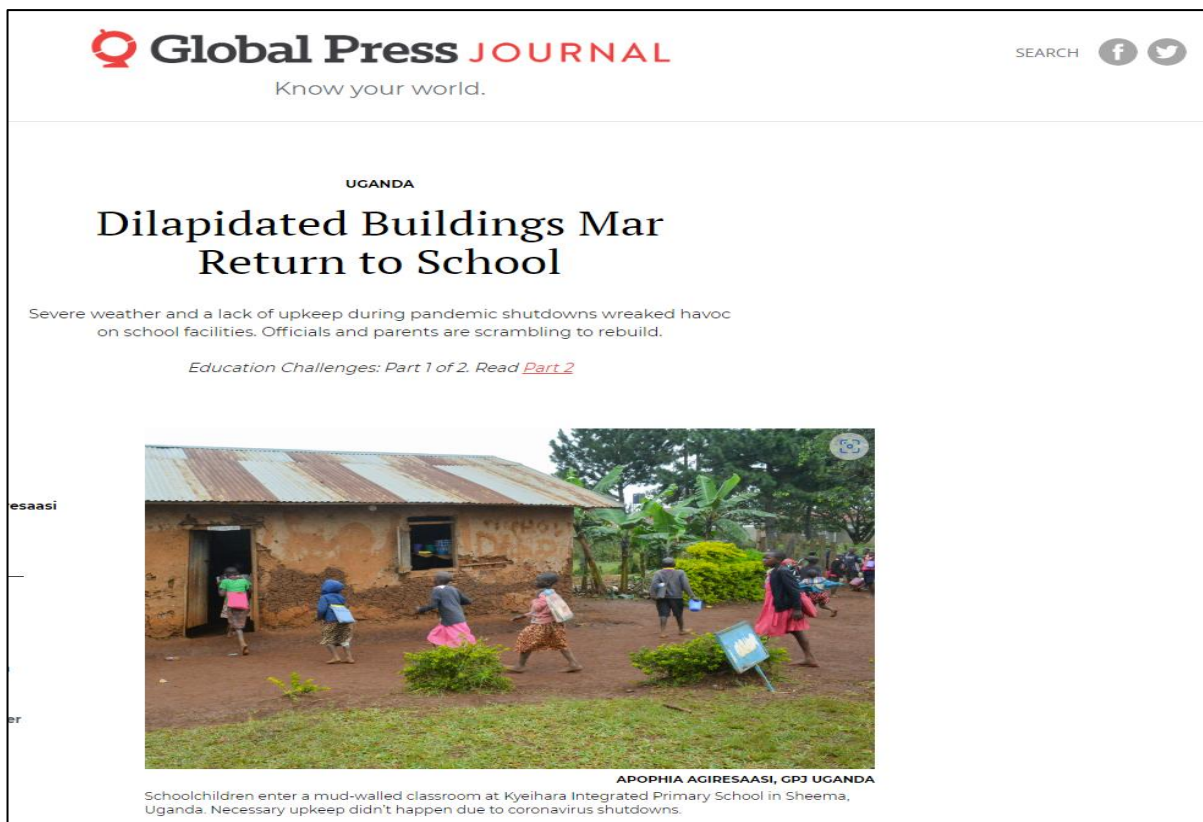 Global Press JOURNAL
Know your world.
SEARCH
UGANDA
Dilapidated Buildings Mar
Return to School
Severe weather and a lack of upkeep during pandemic shutdowns wreaked havoc
on school facilities. Officials and parents are scrambling to rebuild.
Education Challenges: Part 1 of 2. Read Part 2
esaasi
er
APOPHIA AGIRESAASI, GPJ UGANDA
Schoolchildren enter a mud-walled classroom at Kyeihara Integrated Primary School in Sheema,
Uganda. Necessary upkeep didn't happen due to coronavirus shutdowns.